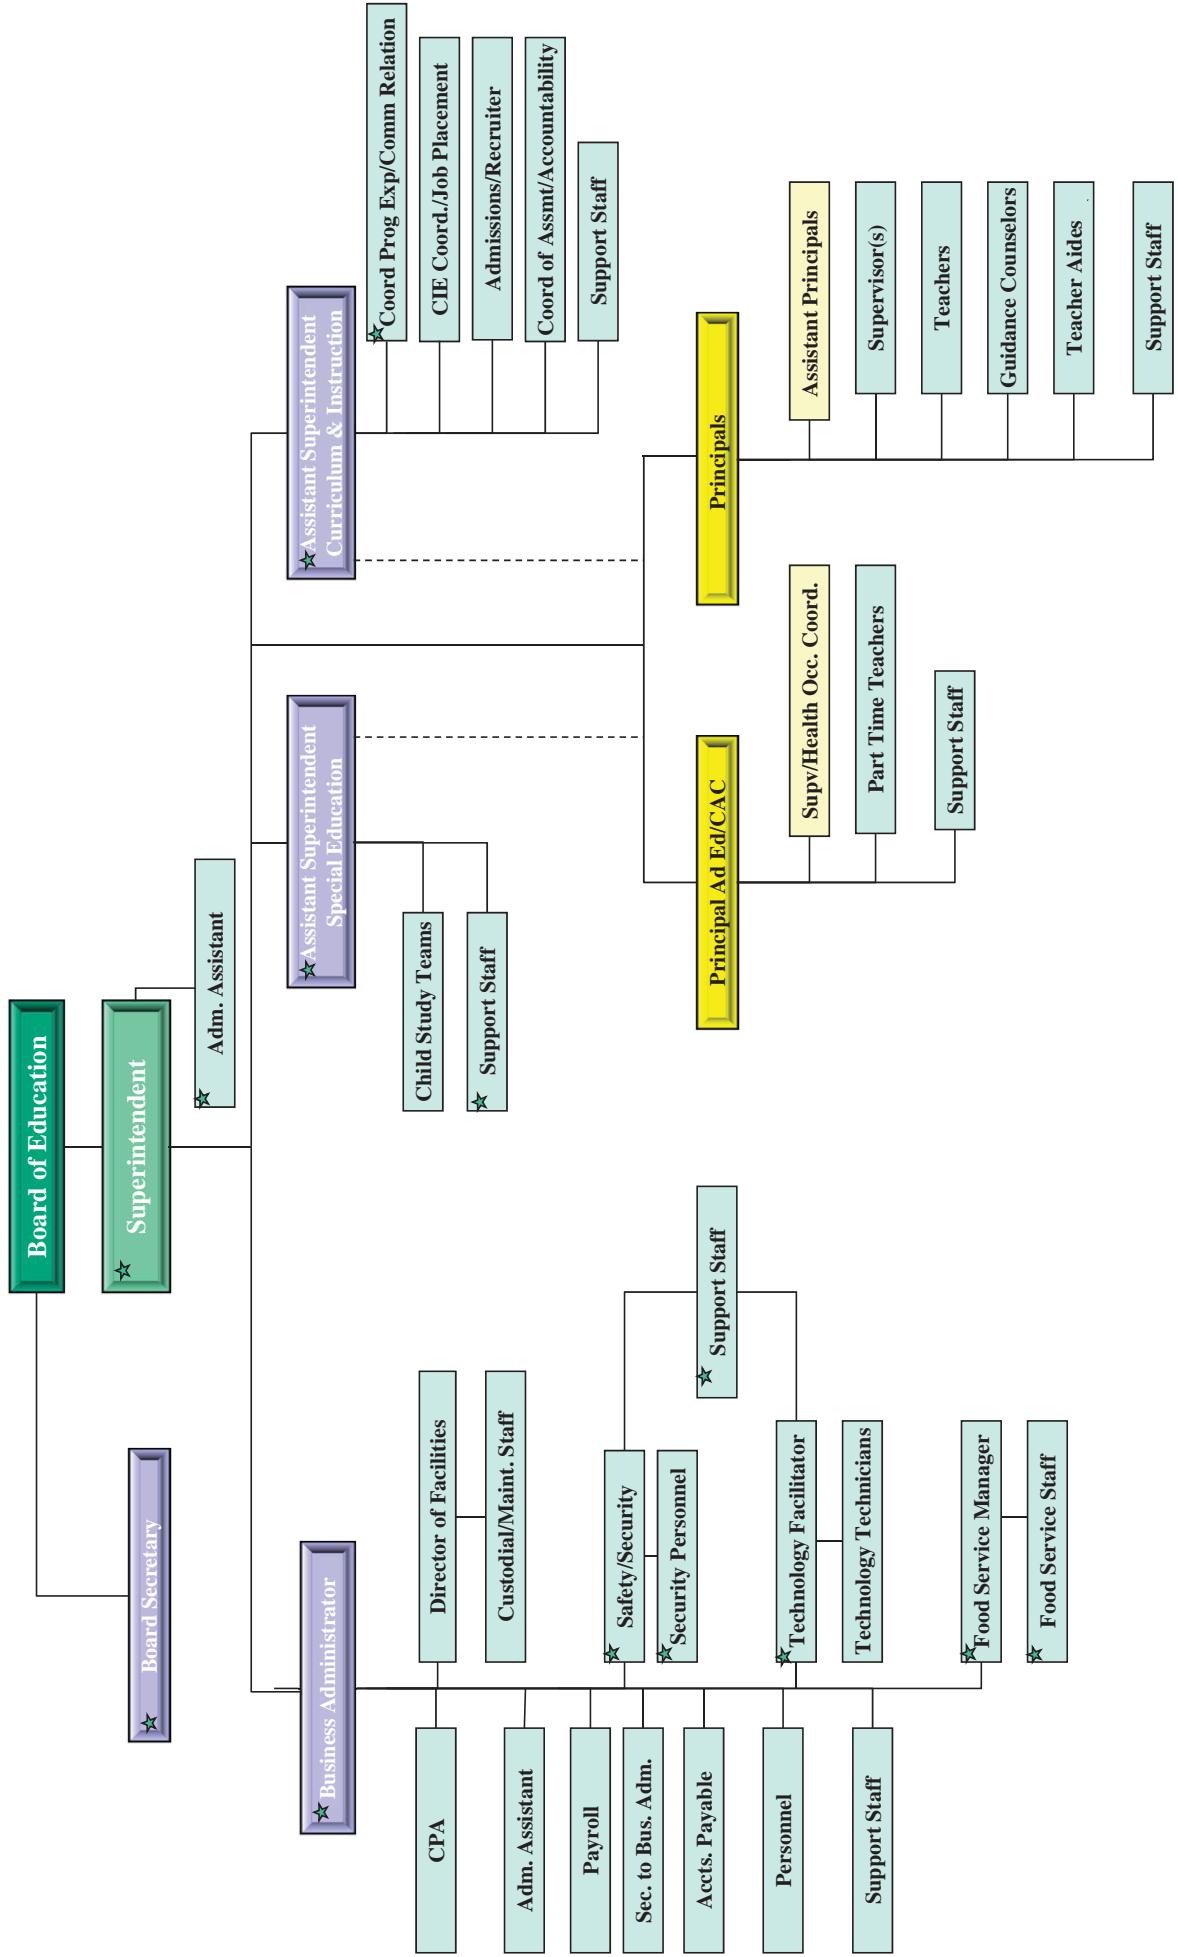 Board of Education
Superintendent
Adm. Assistant
Board Secretary
Business Administrator
CPA
Adm. Assistant
Payroll
Sec. to Bus. Adm.
Accts. Payable
Personnel
Support Staff
Director of Facilities
Custodial/Maint. Staff
Safety/Security
Security Personnel
Technology Facilitator
Technology Technicians
Food Service Manager
Food Service Staff
Support Staff
Assistant Superintendent
Special Education
Child Study Teams
Support Staff
Assistant Superintendent
Curriculum & Instruction
Coord Prog Exp/Comm Relation
CIE Coord./Job Placement
Admissions/Recruiter
Coord of Assmt/Accountability
Support Staff
Principal Ad Ed/CAC
Supv/Health Occ. Coord.
Part Time Teachers
Support Staff
Principals
Assistant Principals
Supervisor(s)
Teachers
Guidance Counselors
Teacher Aides
Support Staff